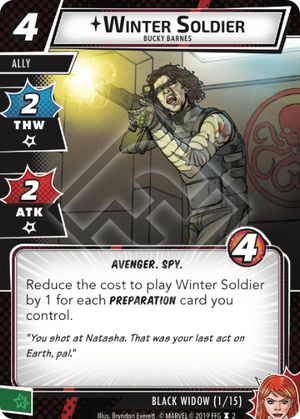 4
Winter Soldier
BUCKY BARNES
ALLY
2
THW
2
ATK
4
AVENGER. SPY.
Reduce the cost to play Winter Soldier
by 1 for each PREPARATION card you
control.
"You shot at Natasha. That was your last act on
Earth, pal."
BLACK WIDOW (1/15)
Illus. Bryndon Everett © MARVEL © 2019 FFG 2